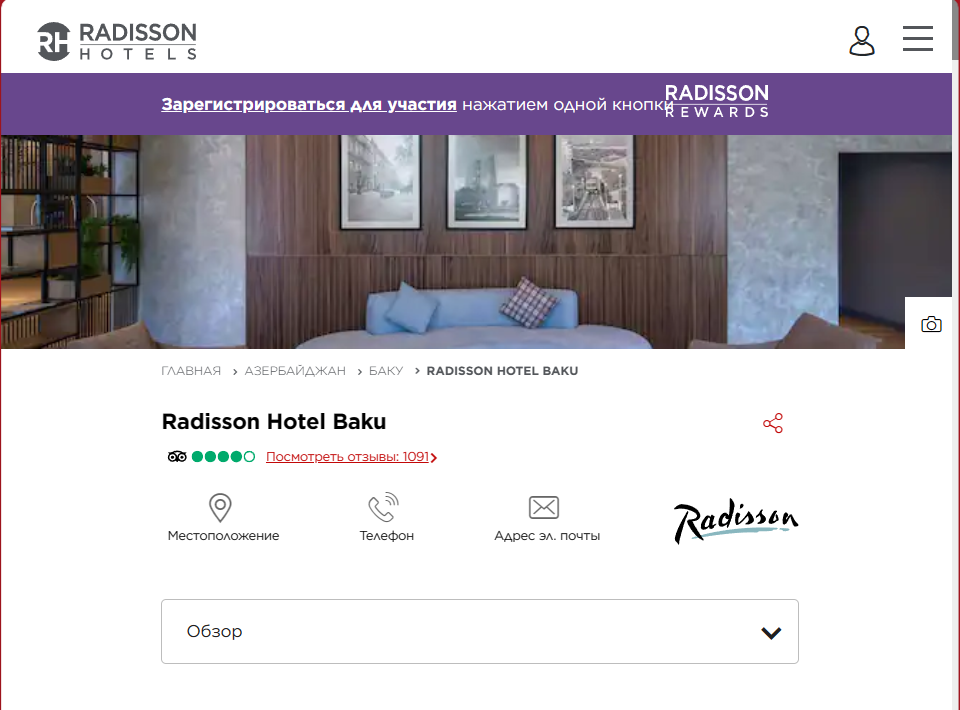 RH RADISSON
HOTELS
Зарегистрироваться для участия нажатием одной кнопки
RADISSON
REWARDS
ГЛАВНАЯ > АЗЕРБАЙДЖАН > БАКУ > RADISSON HOTEL BAKU
Radisson Hotel Baku
Посмотреть отзывы: 1091
Местоположение
Телефон
Адрес эл. почты
Radisson
Обзор